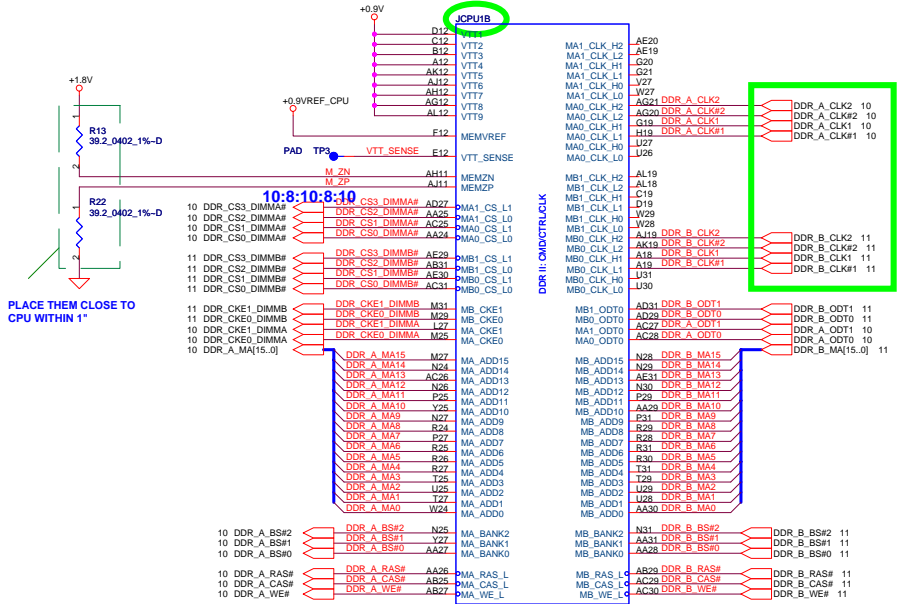 +0.9V
JCPU1B
D12 VTT1
C12 VTT2
B12 VTT3
A12 VTT4
AK12 VTT5
AJ12 VTT6
AH12 VTT7
AG12 VTT8
AL12 VTT9
+0.9VREF_CPU
F12 MEMVREF
PAD TP3 VTT_SENSE E12 VTT_SENSE
M_ZN AH11 MEMZN
M_ZP AJ11 MEMZP
+1.8V
1
R13
39.2_0402_1%~D
2
1
R22
39.2_0402_1%~D
2
PLACE THEM CLOSE TO
CPU WITHIN 1"
10:8:10:8:10
10 DDR_CS3_DIMMA# DDR_CS3_DIMMA# AD27 MA1_CS_L1
10 DDR_CS2_DIMMA# DDR_CS2_DIMMA# AA25 MA1_CS_L0
10 DDR_CS1_DIMMA# DDR_CS1_DIMMA# AC25 MA0_CS_L1
10 DDR_CS0_DIMMA# DDR_CS0_DIMMA# AA24 MA0_CS_L0
11 DDR_CS3_DIMMB# DDR_CS3_DIMMB# AE29 MB1_CS_L1
11 DDR_CS2_DIMMB# DDR_CS2_DIMMB# AB31 MB1_CS_L0
11 DDR_CS1_DIMMB# DDR_CS1_DIMMB# AE30 MB0_CS_L1
11 DDR_CS0_DIMMB# DDR_CS0_DIMMB# AC31 MB0_CS_L0
11 DDR_CKE1_DIMMB DDR_CKE1_DIMMB M31 MB_CKE1
11 DDR_CKE0_DIMMB DDR_CKE0_DIMMB M29 MB_CKE0
10 DDR_CKE1_DIMMA DDR_CKE1_DIMMA L27 MA_CKE1
10 DDR_CKE0_DIMMA DDR_CKE0_DIMMA M25 MA_CKE0
10 DDR_A_MA[15..0]
DDR_A_MA15 M27 MA_ADD15
DDR_A_MA14 N24 MA_ADD14
DDR_A_MA13 AC26 MA_ADD13
DDR_A_MA12 N26 MA_ADD12
DDR_A_MA11 P25 MA_ADD11
DDR_A_MA10 Y25 MA_ADD10
DDR_A_MA9 N27 MA_ADD9
DDR_A_MA8 R24 MA_ADD8
DDR_A_MA7 P27 MA_ADD7
DDR_A_MA6 R25 MA_ADD6
DDR_A_MA5 R26 MA_ADD5
DDR_A_MA4 R27 MA_ADD4
DDR_A_MA3 T25 MA_ADD3
DDR_A_MA2 U25 MA_ADD2
DDR_A_MA1 T27 MA_ADD1
DDR_A_MA0 W24 MA_ADD0
10 DDR_A_BS#2 DDR_A_BS#2 N25 MA_BANK2
10 DDR_A_BS#1 DDR_A_BS#1 Y27 MA_BANK1
10 DDR_A_BS#0 DDR_A_BS#0 AA27 MA_BANK0
10 DDR_A_RAS# DDR_A_RAS# AA26 MA_RAS_L
10 DDR_A_CAS# DDR_A_CAS# AB25 MA_CAS_L
10 DDR_A_WE# DDR_A_WE# AB27 MA_WE_L
DDR II: CMD/CTRL/CLK
MA1_CLK_H2 AE20
MA1_CLK_L2 AE19
MA1_CLK_H1 G20
MA1_CLK_L1 G21
MA1_CLK_H0 V27
MA1_CLK_L0 W27
MA0_CLK_H2 AG21 DDR_A_CLK2 DDR_A_CLK2 10
MA0_CLK_L2 AG20 DDR_A_CLK#2 DDR_A_CLK#2 10
MA0_CLK_H1 G19 DDR_A_CLK1 DDR_A_CLK1 10
MA0_CLK_L1 H19 DDR_A_CLK#1 DDR_A_CLK#1 10
MA0_CLK_H0 U27
MA0_CLK_L0 U26
MB1_CLK_H2 AL19
MB1_CLK_L2 AL18
MB1_CLK_H1 C19
MB1_CLK_L1 D19
MB1_CLK_H0 W29
MB1_CLK_L0 W28
MB0_CLK_H2 AJ19 DDR_B_CLK2 DDR_B_CLK2 11
MB0_CLK_L2 AK19 DDR_B_CLK#2 DDR_B_CLK#2 11
MB0_CLK_H1 A18 DDR_B_CLK1 DDR_B_CLK1 11
MB0_CLK_L1 A19 DDR_B_CLK#1 DDR_B_CLK#1 11
MB0_CLK_H0 U31
MB0_CLK_L0 U30
MB1_ODT0 AD31 DDR_B_ODT1 DDR_B_ODT1 11
MB0_ODT0 AD29 DDR_B_ODT0 DDR_B_ODT0 11
MA1_ODT0 AC27 DDR_A_ODT1 DDR_A_ODT1 10
MA0_ODT0 AC28 DDR_A_ODT0 DDR_A_ODT0 10
DDR_B_MA[15..0] 11
MB_ADD15 N28 DDR_B_MA15
MB_ADD14 N29 DDR_B_MA14
MB_ADD13 AE31 DDR_B_MA13
MB_ADD12 N30 DDR_B_MA12
MB_ADD11 P29 DDR_B_MA11
MB_ADD10 AA29 DDR_B_MA10
MB_ADD9 P31 DDR_B_MA9
MB_ADD8 R29 DDR_B_MA8
MB_ADD7 R28 DDR_B_MA7
MB_ADD6 R31 DDR_B_MA6
MB_ADD5 R30 DDR_B_MA5
MB_ADD4 T31 DDR_B_MA4
MB_ADD3 T29 DDR_B_MA3
MB_ADD2 U29 DDR_B_MA2
MB_ADD1 U28 DDR_B_MA1
MB_ADD0 AA30 DDR_B_MA0
MB_BANK2 N31 DDR_B_BS#2 DDR_B_BS#2 11
MB_BANK1 AA31 DDR_B_BS#1 DDR_B_BS#1 11
MB_BANK0 AA28 DDR_B_BS#0 DDR_B_BS#0 11
MB_RAS_L AB29 DDR_B_RAS# DDR_B_RAS# 11
MB_CAS_L AC29 DDR_B_CAS# DDR_B_CAS# 11
MB_WE_L AC30 DDR_B_WE# DDR_B_WE# 11